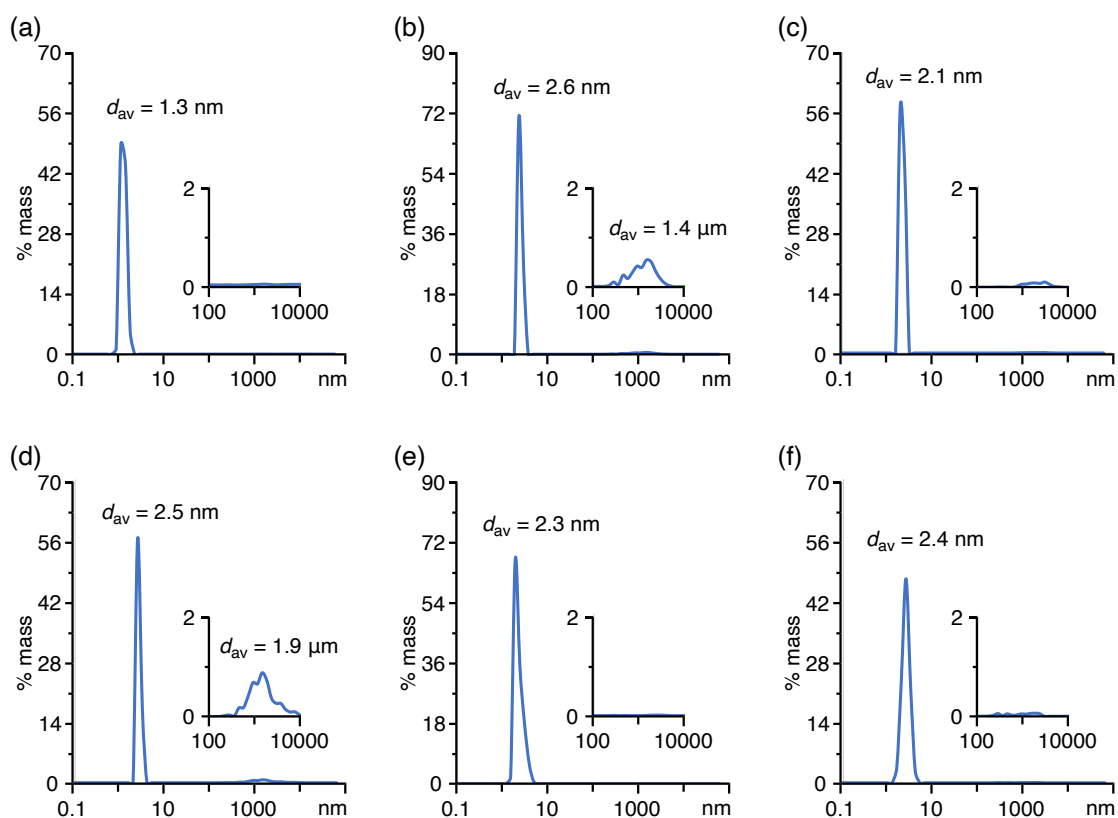 (a)
70
56
42
28
14
0
% mass
d_av = 1.3 nm
2
0
100 10000
0.1 10 1000 nm
(b)
90
72
54
36
18
0
% mass
d_av = 2.6 nm
2
d_av = 1.4 μm
0
100 10000
0.1 10 1000 nm
(c)
70
56
42
28
14
0
% mass
d_av = 2.1 nm
2
0
100 10000
0.1 10 1000 nm
(d)
70
56
42
28
14
0
% mass
d_av = 2.5 nm
2
d_av = 1.9 μm
0
100 10000
0.1 10 1000 nm
(e)
90
72
54
36
18
0
% mass
d_av = 2.3 nm
2
0
100 10000
0.1 10 1000 nm
(f)
70
56
42
28
14
0
% mass
d_av = 2.4 nm
2
0
100 10000
0.1 10 1000 nm